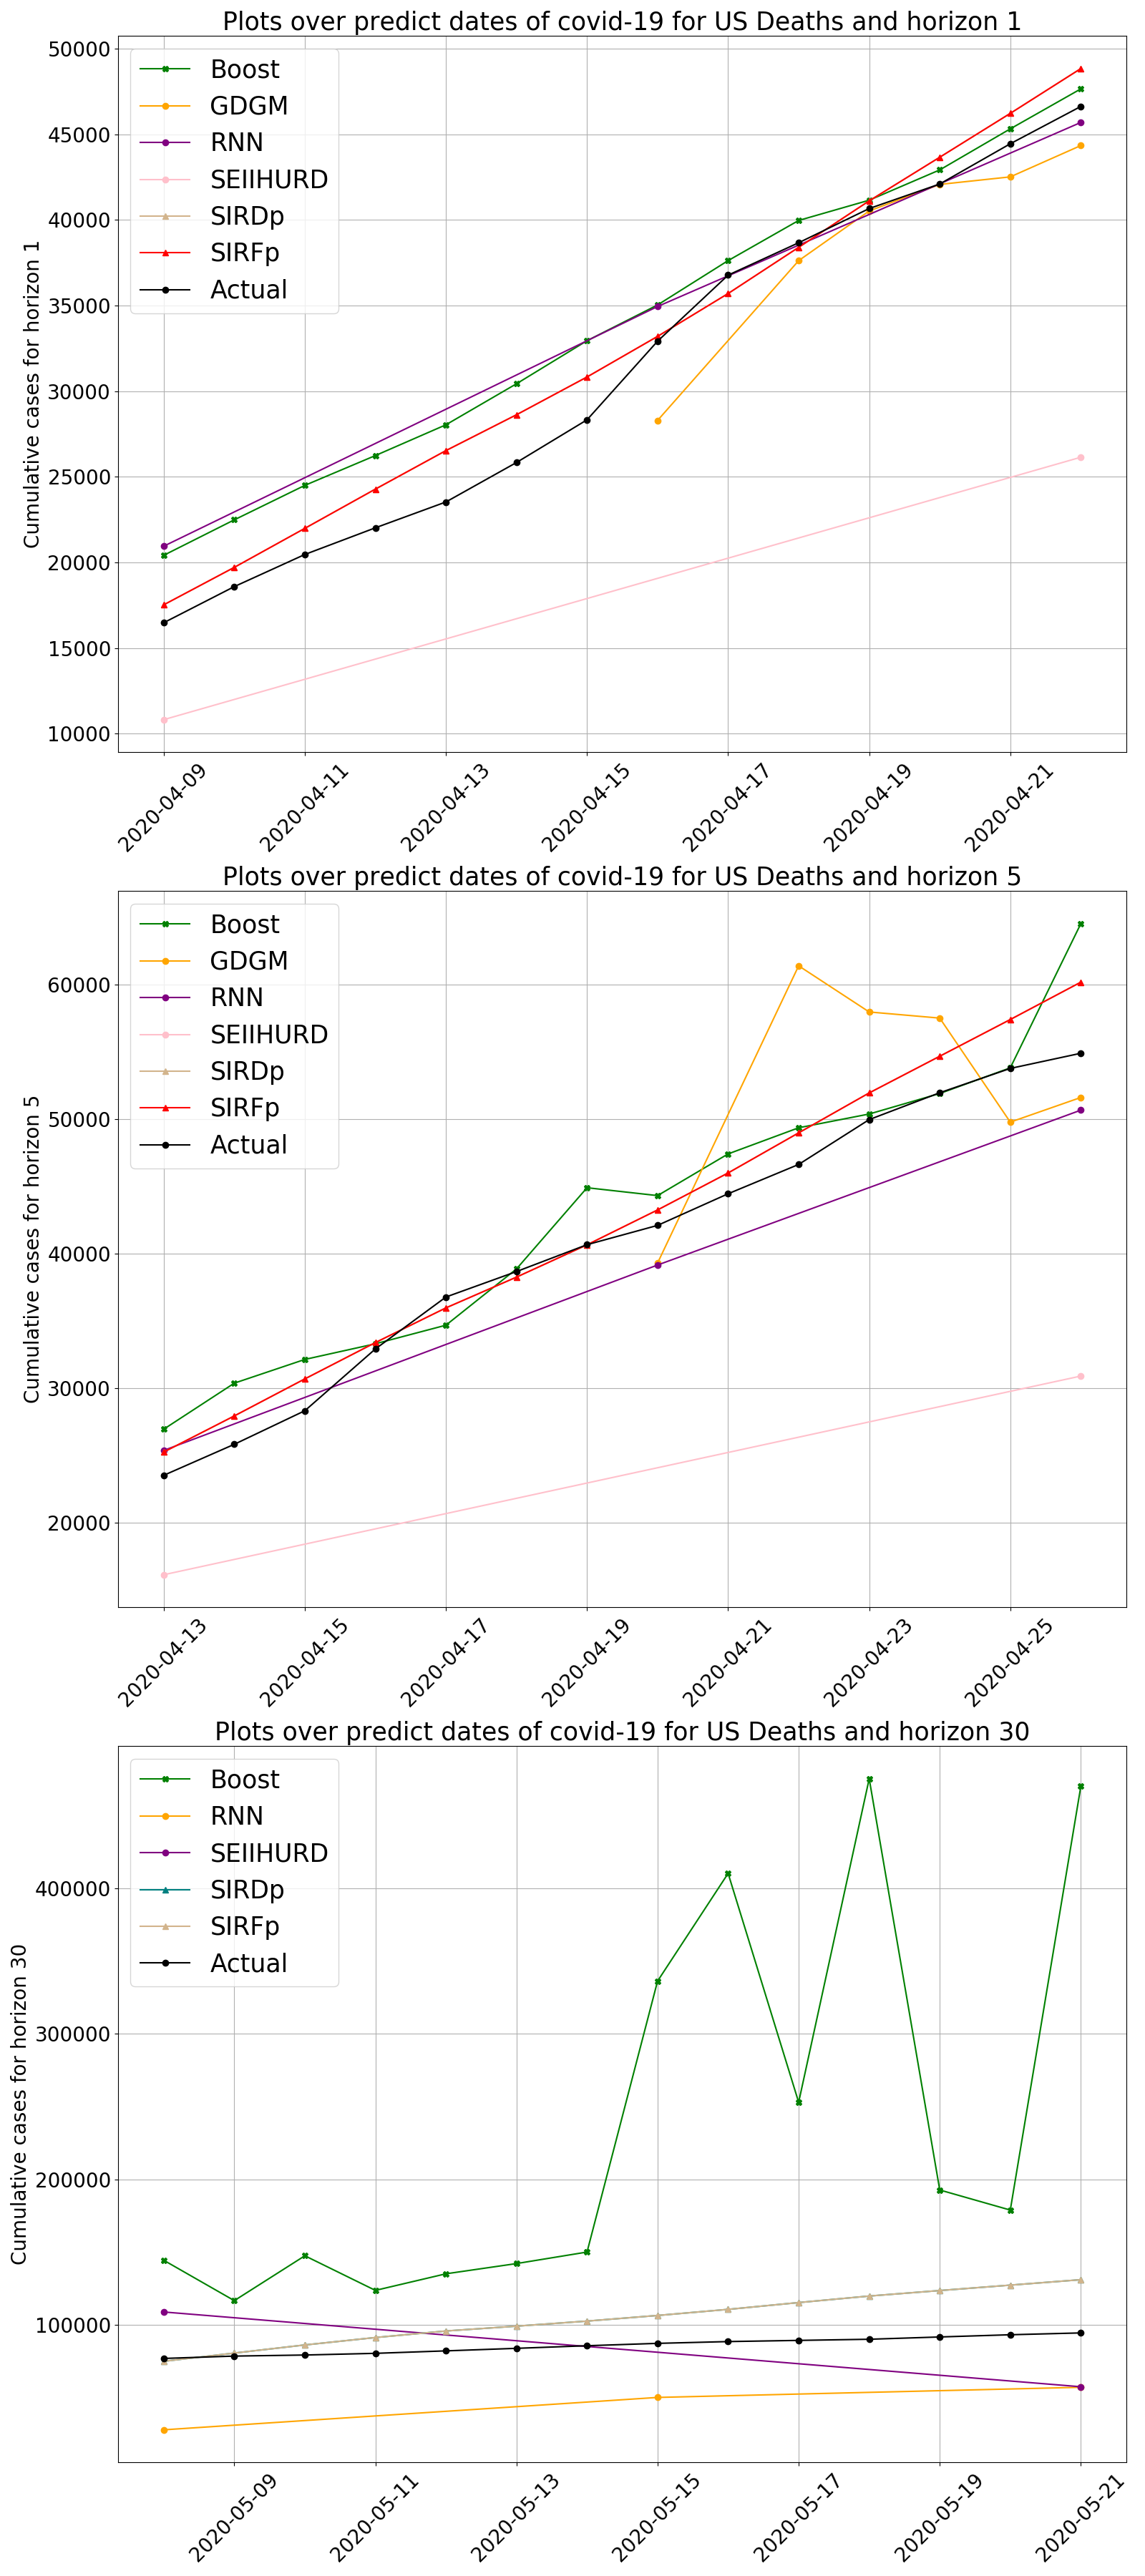 Plots over predict dates of covid-19 for US Deaths and horizon 1
Cumulative cases for horizon 1
50000
45000
40000
35000
30000
25000
20000
15000
10000
Boost
GDGM
RNN
SEIIHURD
SIRDp
SIRFp
Actual
2020-04-09
2020-04-11
2020-04-13
2020-04-15
2020-04-17
2020-04-19
2020-04-21
Plots over predict dates of covid-19 for US Deaths and horizon 5
Cumulative cases for horizon 5
60000
50000
40000
30000
20000
Boost
GDGM
RNN
SEIIHURD
SIRDp
SIRFp
Actual
2020-04-13
2020-04-15
2020-04-17
2020-04-19
2020-04-21
2020-04-23
2020-04-25
Plots over predict dates of covid-19 for US Deaths and horizon 30
Cumulative cases for horizon 30
400000
300000
200000
100000
Boost
RNN
SEIIHURD
SIRDp
SIRFp
Actual
2020-05-09
2020-05-11
2020-05-13
2020-05-15
2020-05-17
2020-05-19
2020-05-21